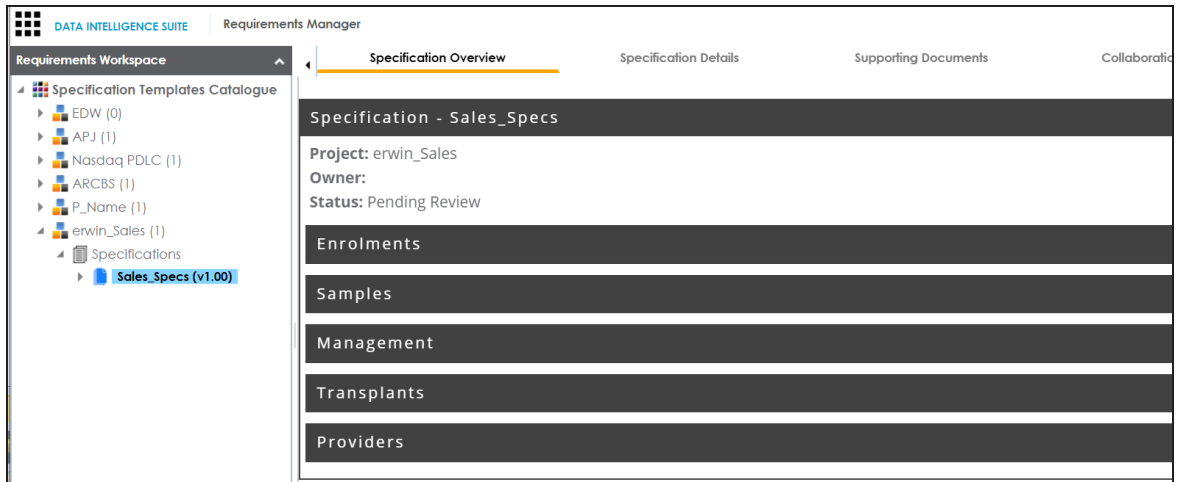 DATA INTELLIGENCE SUITE Requirements Manager
Requirements Workspace
Specification Overview Specification Details Supporting Documents Collaboratio
Specification Templates Catalogue
EDW (0)
APJ (1)
Nasdaq PDLC (1)
ARCBS (1)
P_Name (1)
erwin_Sales (1)
Specifications
Sales_Specs (v1.00)
Specification - Sales_Specs
Project: erwin_Sales
Owner:
Status: Pending Review
Enrolments
Samples
Management
Transplants
Providers